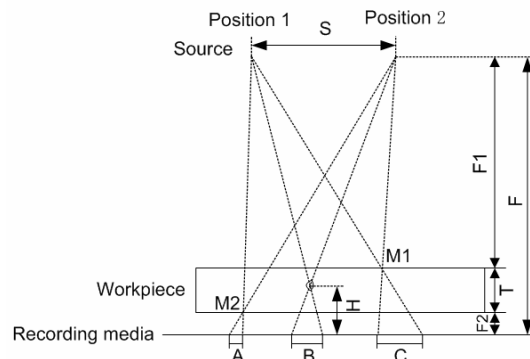 Position 1
Position 2
S
Source
F1
F
M1
T
Workpiece
M2
H
F2
Recording media
A
B
C